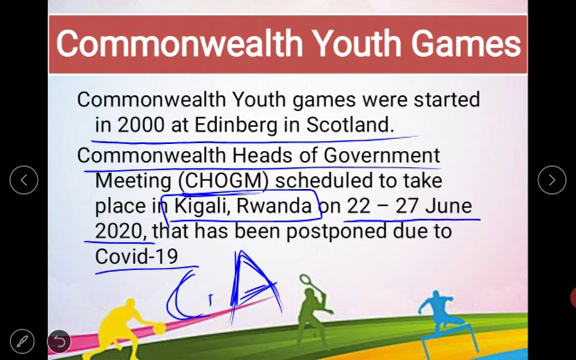 Commonwealth Youth Games
Commonwealth Youth games were started
in 2000 at Edinberg in Scotland.
Commonwealth Heads of Government
Meeting (CHOGM) scheduled to take
place in Kigali, Rwanda on 22 – 27 June
2020, that has been postponed due to
Covid-19
C.A